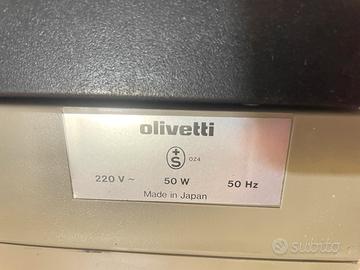 olivetti
+
S
OZ4
220 V ~ 50 W 50 Hz
Made in Japan
subito